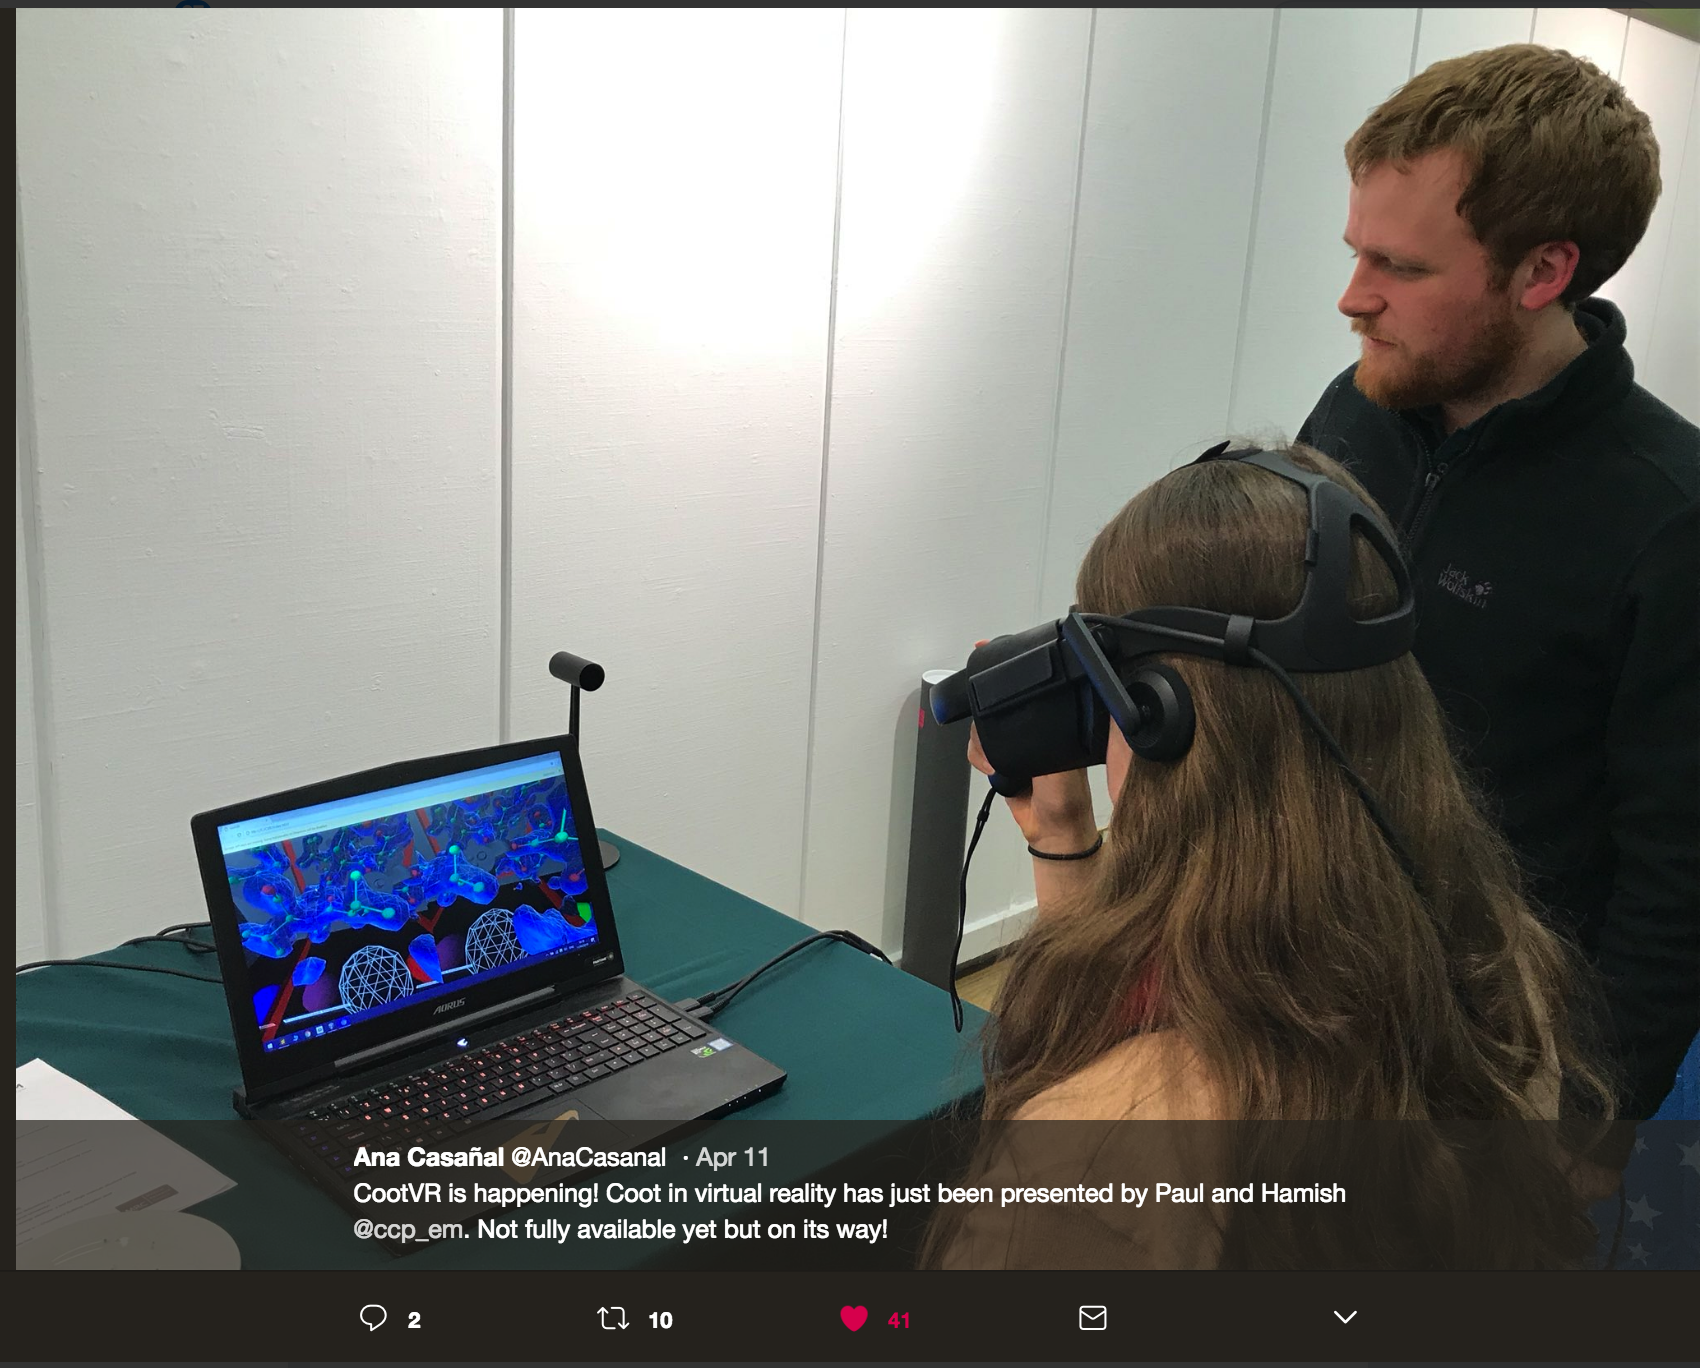 Jack
Wolfskin
AORUS
Ana Casañal @AnaCasanal · Apr 11
CootVR is happening! Coot in virtual reality has just been presented by Paul and Hamish
@ccp_em. Not fully available yet but on its way!
2 10 41